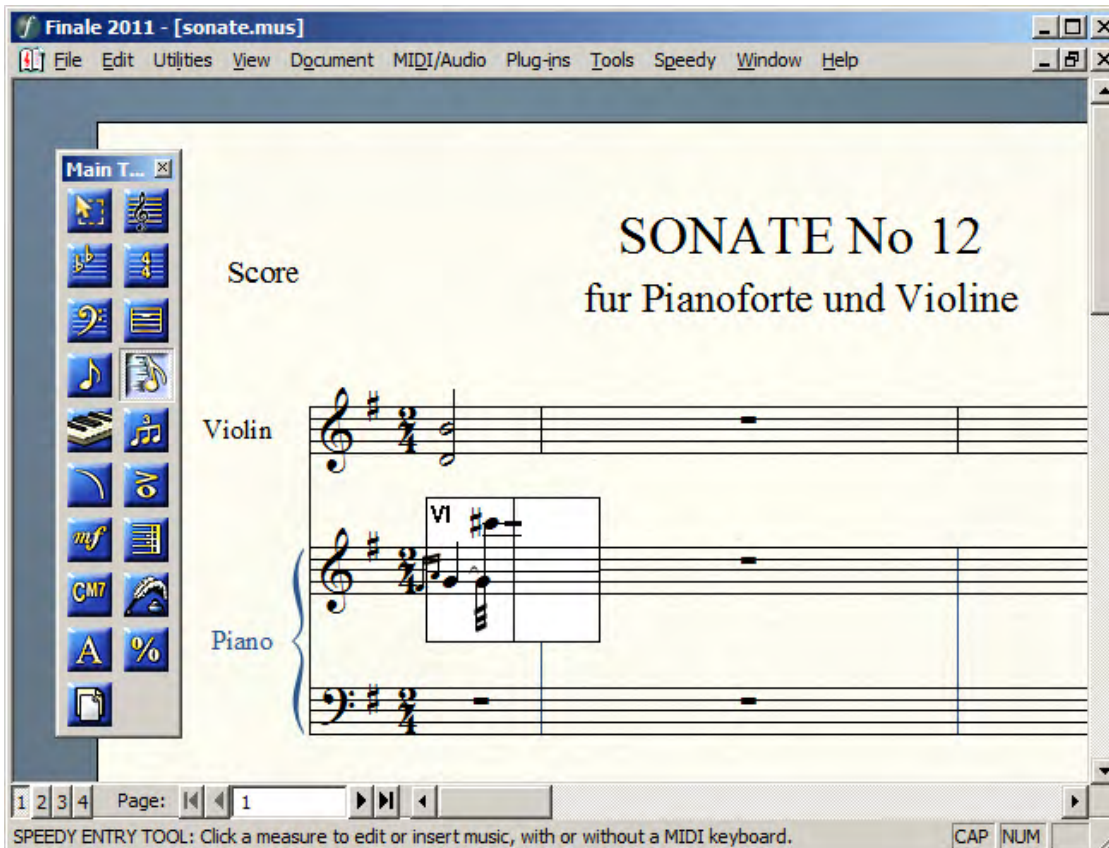 Finale 2011 - [sonate.mus]
File Edit Utilities View Document MIDI/Audio Plug-ins Tools Speedy Window Help
Main T...
SONATE No 12
Score
fur Pianoforte und Violine
Violin
V1
mf
CM7
Piano
A %
1 2 3 4 Page: 1
SPEEDY ENTRY TOOL: Click a measure to edit or insert music, with or without a MIDI keyboard. CAP NUM